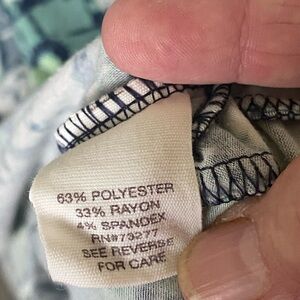 63% POLYESTER
33% RAYON
4% SPANDEX
RN#73277
SEE REVERSE
FOR CARE